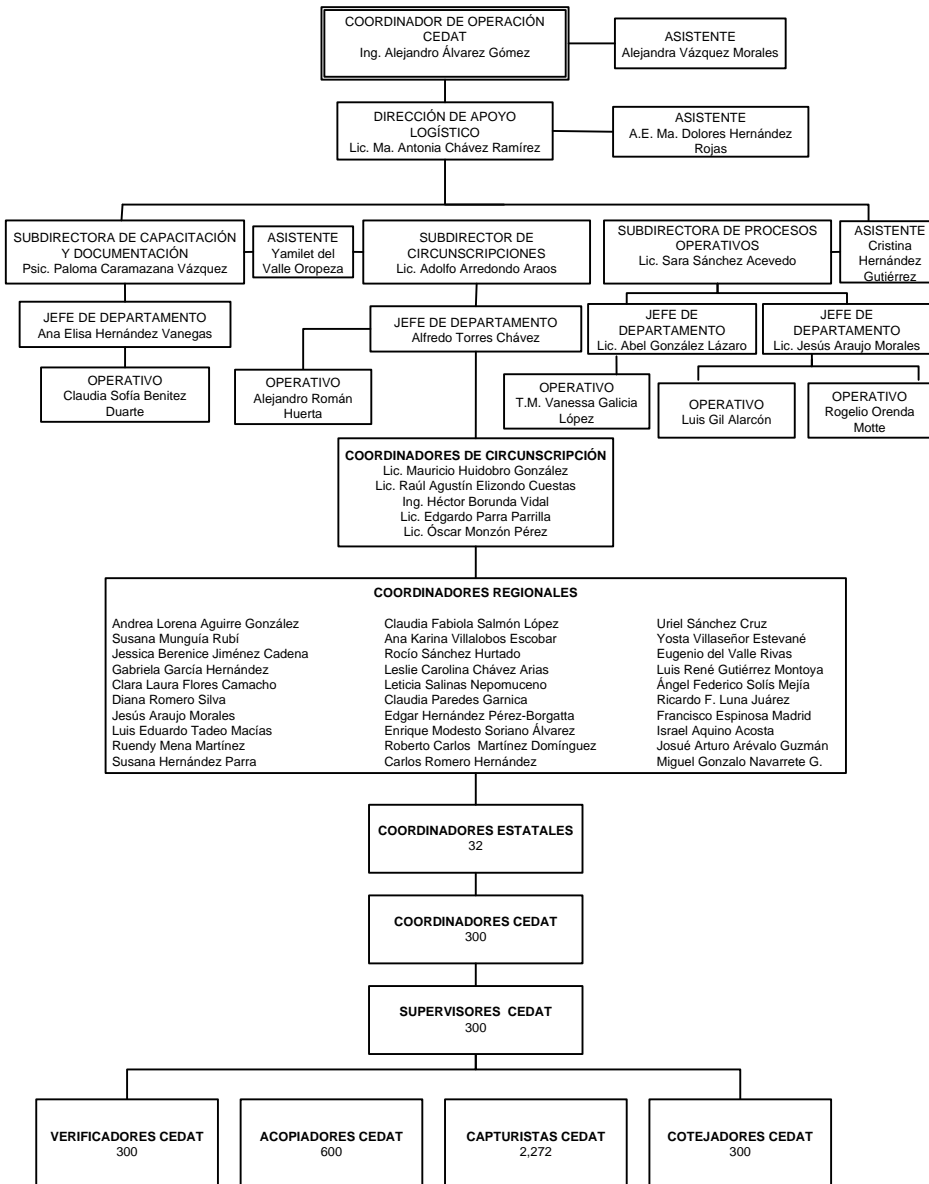 COORDINADOR DE OPERACIÓN
CEDAT
Ing. Alejandro Álvarez Gómez
ASISTENTE
Alejandra Vázquez Morales
DIRECCIÓN DE APOYO
LOGÍSTICO
Lic. Ma. Antonia Chávez Ramírez
ASISTENTE
A.E. Ma. Dolores Hernández
Rojas
SUBDIRECTORA DE CAPACITACIÓN
Y DOCUMENTACIÓN
Psic. Paloma Caramazana Vázquez
ASISTENTE
Yamilet del
Valle Oropeza
SUBDIRECTOR DE
CIRCUNSCRIPCIONES
Lic. Adolfo Arredondo Araos
SUBDIRECTORA DE PROCESOS
OPERATIVOS
Lic. Sara Sánchez Acevedo
ASISTENTE
Cristina
Hernández
Gutiérrez
JEFE DE DEPARTAMENTO
Ana Elisa Hernández Vanegas
JEFE DE DEPARTAMENTO
Alfredo Torres Chávez
JEFE DE
DEPARTAMENTO
Lic. Abel González Lázaro
JEFE DE
DEPARTAMENTO
Lic. Jesús Araujo Morales
OPERATIVO
Claudia Sofía Benitez
Duarte
OPERATIVO
Alejandro Román
Huerta
OPERATIVO
T.M. Vanessa Galicia
López
OPERATIVO
Luis Gil Alarcón
OPERATIVO
Rogelio Orenda
Motte
COORDINADORES DE CIRCUNSCRIPCIÓN
Lic. Mauricio Huidobro González
Lic. Raúl Agustín Elizondo Cuestas
Ing. Héctor Borunda Vidal
Lic. Edgardo Parra Parrilla
Lic. Óscar Monzón Pérez
COORDINADORES REGIONALES
Andrea Lorena Aguirre González
Susana Munguía Rubí
Jessica Berenice Jiménez Cadena
Gabriela García Hernández
Clara Laura Flores Camacho
Diana Romero Silva
Jesús Araujo Morales
Luis Eduardo Tadeo Macías
Ruendy Mena Martínez
Susana Hernández Parra
Claudia Fabiola Salmón López
Ana Karina Villalobos Escobar
Rocío Sánchez Hurtado
Leslie Carolina Chávez Arias
Leticia Salinas Nepomuceno
Claudia Paredes Garnica
Edgar Hernández Pérez-Borgatta
Enrique Modesto Soriano Álvarez
Roberto Carlos Martínez Domínguez
Carlos Romero Hernández
Uriel Sánchez Cruz
Yosta Villaseñor Estevané
Eugenio del Valle Rivas
Luis René Gutiérrez Montoya
Ángel Federico Solís Mejía
Ricardo F. Luna Juárez
Francisco Espinosa Madrid
Israel Aquino Acosta
Josué Arturo Arévalo Guzmán
Miguel Gonzalo Navarrete G.
COORDINADORES ESTATALES
32
COORDINADORES CEDAT
300
SUPERVISORES CEDAT
300
VERIFICADORES CEDAT
300
ACOPIADORES CEDAT
600
CAPTURISTAS CEDAT
2,272
COTEJADORES CEDAT
300